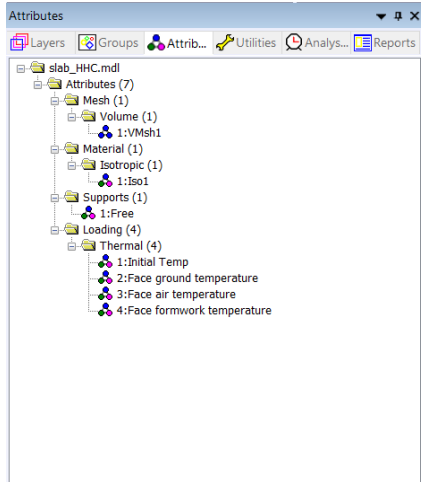 Attributes
Layers Groups Attrib... Utilities Analys... Reports
slab_HHC.mdl
Attributes (7)
Mesh (1)
Volume (1)
1:VMsh1
Material (1)
Isotropic (1)
1:Iso1
Supports (1)
1:Free
Loading (4)
Thermal (4)
1:Initial Temp
2:Face ground temperature
3:Face air temperature
4:Face formwork temperature